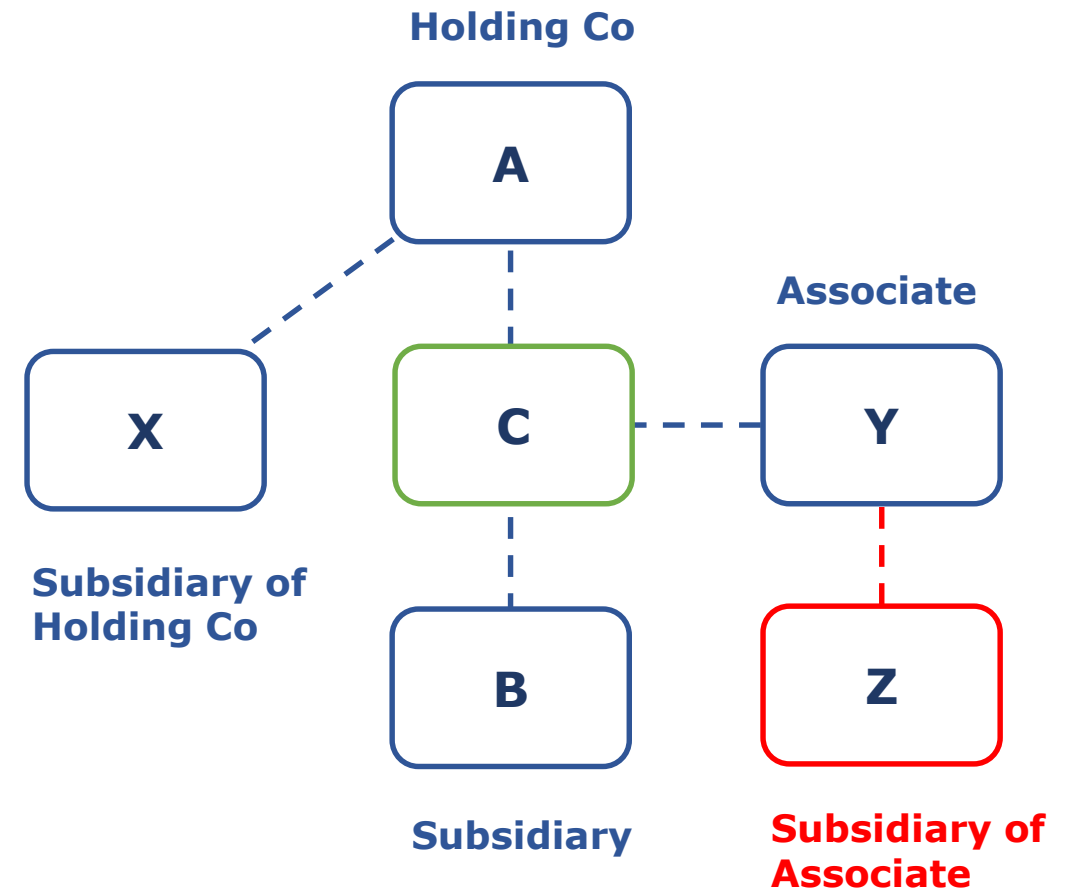 Holding Co
A
Associate
X
C
Y
Subsidiary of
Holding Co
B
Z
Subsidiary
Subsidiary of
Associate